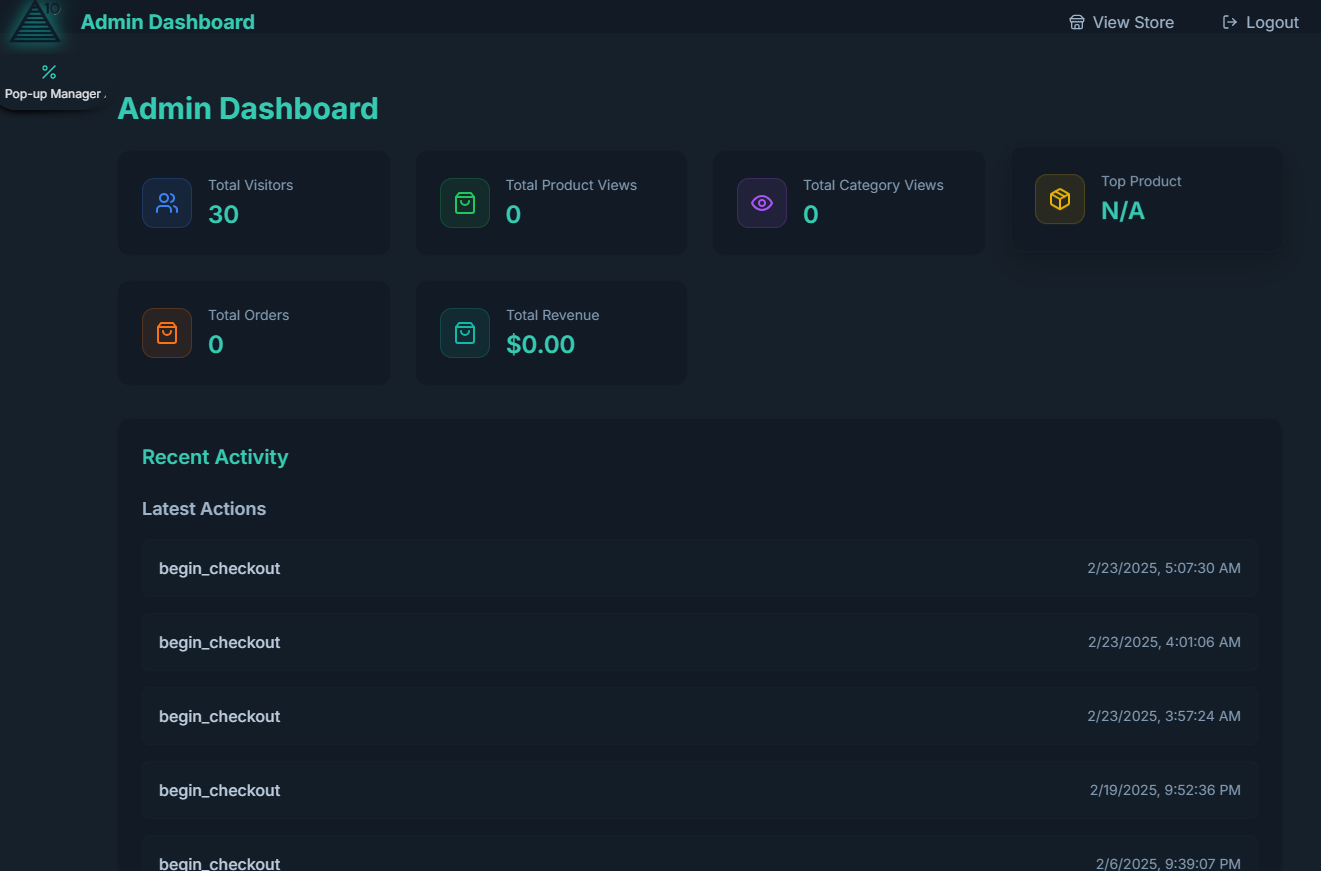 10
Admin Dashboard
View Store
Logout
Pop-up Manager
Admin Dashboard
Total Visitors
30
Total Product Views
0
Total Category Views
0
Top Product
N/A
Total Orders
0
Total Revenue
$0.00
Recent Activity
Latest Actions
begin_checkout 2/23/2025, 5:07:30 AM
begin_checkout 2/23/2025, 4:01:06 AM
begin_checkout 2/23/2025, 3:57:24 AM
begin_checkout 2/19/2025, 9:52:36 PM
begin_checkout 2/6/2025, 9:39:07 PM